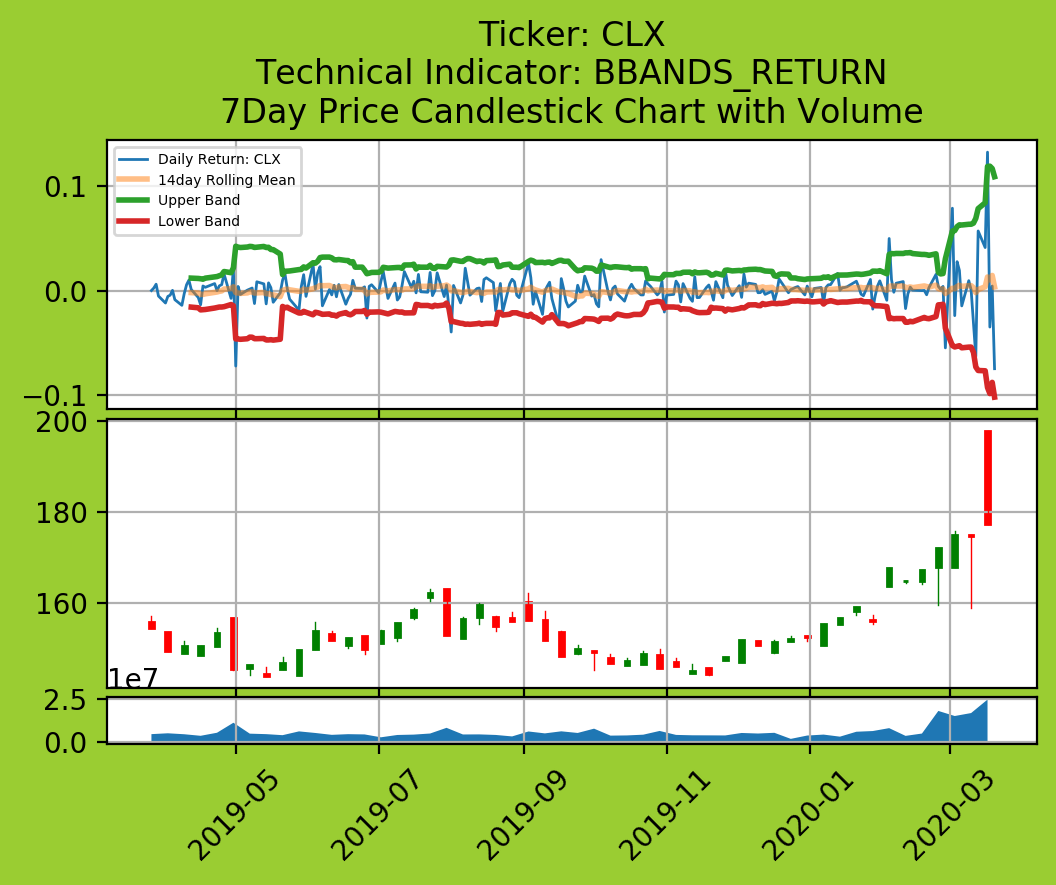 Ticker: CLX
Technical Indicator: BBANDS_RETURN
7Day Price Candlestick Chart with Volume
Daily Return: CLX
14day Rolling Mean
Upper Band
Lower Band
0.1
0.0
−0.1
200
180
160
1e7
2.5
0.0
2019-05
2019-07
2019-09
2019-11
2020-01
2020-03